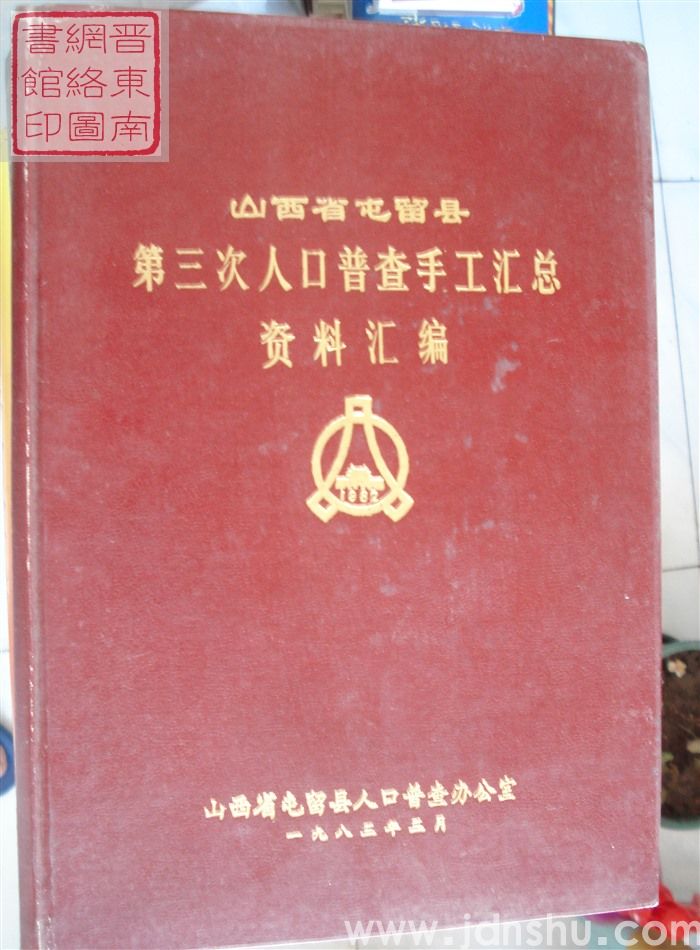 晋東南
網絡圖
書館印
山西省屯留县
第三次人口普查手工汇总
资料汇编
1982
山西省屯留县人口普查办公室
一九八三年三月
www.jdnshu.com